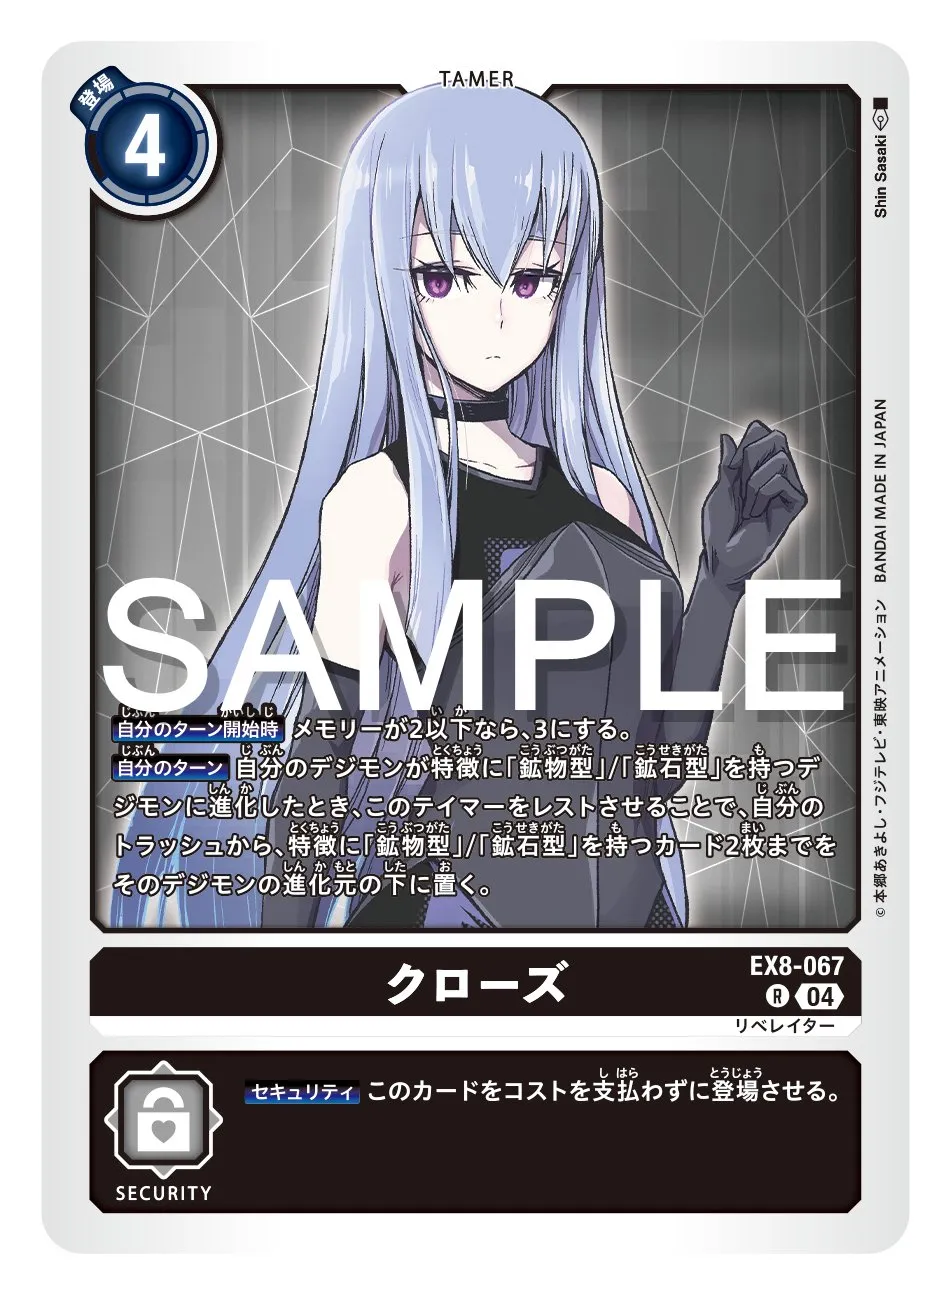 TAMER
登場
4
Shin Sasaki
SAMPLE
自分のターン開始時 メモリーが2以下なら、3にする。
自分のターン 自分のデジモンが特徴に「鉱物型」/「鉱石型」を持つデ
ジモンに進化したとき、このテイマーをレストさせることで、自分の
トラッシュから、特徴に「鉱物型」/「鉱石型」を持つカード2枚までを
そのデジモンの進化元の下に置く。
© 本郷あきよし・フジテレビ・東映アニメーション BANDAI MADE IN JAPAN
クローズ
EX8-067
R 04
リベレイター
セキュリティ このカードをコストを支払わずに登場させる。
SECURITY